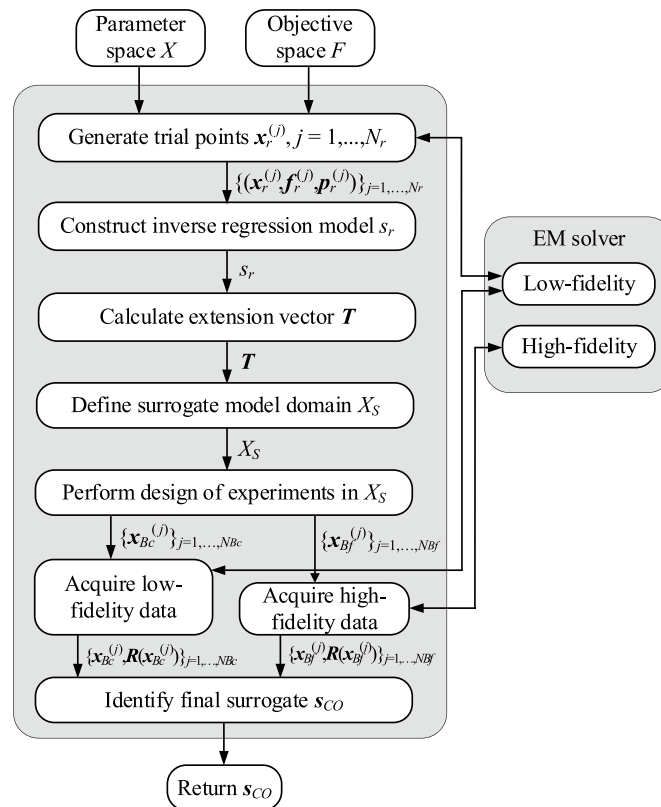 Parameter
space X
Objective
space F
Generate trial points x_r^(j), j = 1,...,N_r
{(x_r^(j),f_r^(j),p_r^(j))}_j=1,…,Nr
Construct inverse regression model s_r
s_r
Calculate extension vector T
T
Define surrogate model domain X_S
X_S
Perform design of experiments in X_S
{x_Bc^(j)}_j=1,…,NBc
{x_Bf^(j)}_j=1,…,NBf
Acquire low-
fidelity data
Acquire high-
fidelity data
{x_Bc^(j),R(x_Bc^(j))}_j=1,…,NBc
{x_Bf^(j),R(x_Bf^(j))}_j=1,…,NBf
Identify final surrogate s_CO
Return s_CO
EM solver
Low-fidelity
High-fidelity